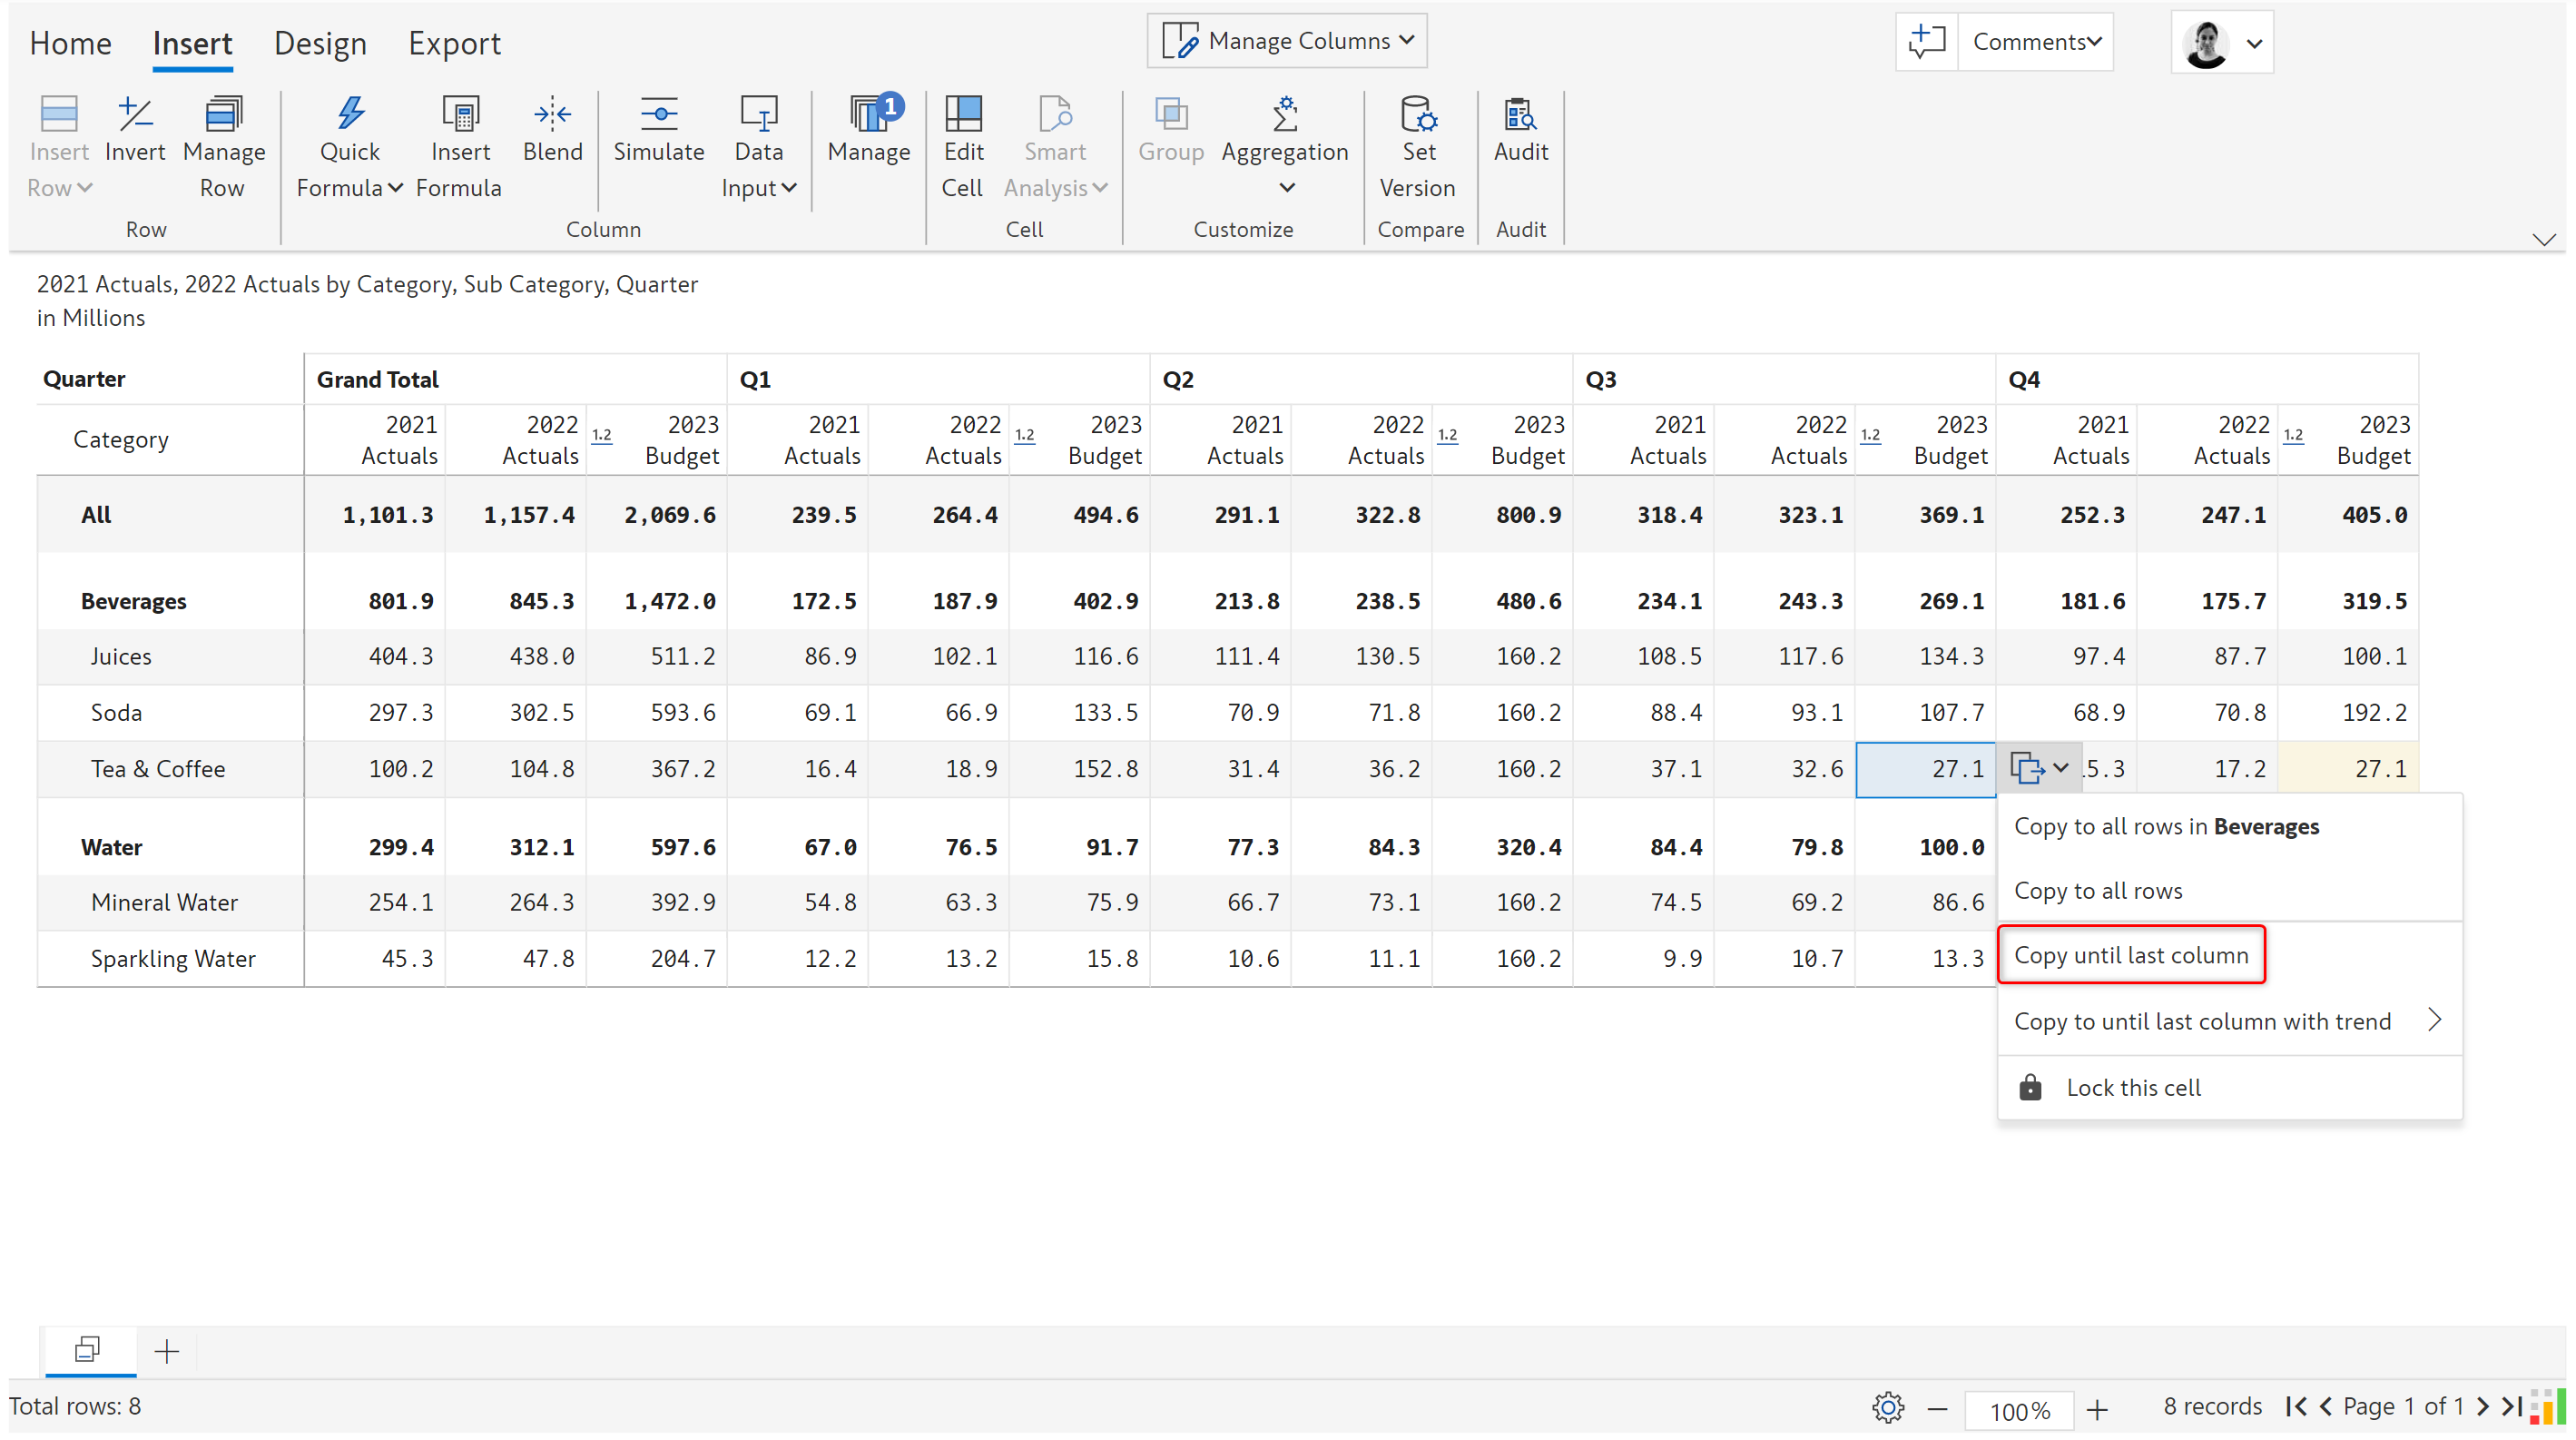 Home Insert Design Export Manage Columns Comments
1
Insert Invert Manage Quick Insert Blend Simulate Data Manage Edit Smart Group Aggregation Set Audit
Row Row Formula Formula Input Cell Analysis Version
Row Column Cell Customize Compare Audit
2021 Actuals, 2022 Actuals by Category, Sub Category, Quarter
in Millions
Quarter Grand Total Q1 Q2 Q3 Q4
2021 2022 2023 2021 2022 2023 2021 2022 2023 2021 2022 2023 2021 2022 2023
Category 1.2 1.2 1.2 1.2 1.2
Actuals Actuals Budget Actuals Actuals Budget Actuals Actuals Budget Actuals Actuals Budget Actuals Actuals Budget
All 1,101.3 1,157.4 2,069.6 239.5 264.4 494.6 291.1 322.8 800.9 318.4 323.1 369.1 252.3 247.1 405.0
Beverages 801.9 845.3 1,472.0 172.5 187.9 402.9 213.8 238.5 480.6 234.1 243.3 269.1 181.6 175.7 319.5
Juices 404.3 438.0 511.2 86.9 102.1 116.6 111.4 130.5 160.2 108.5 117.6 134.3 97.4 87.7 100.1
Soda 297.3 302.5 593.6 69.1 66.9 133.5 70.9 71.8 160.2 88.4 93.1 107.7 68.9 70.8 192.2
Tea & Coffee 100.2 104.8 367.2 16.4 18.9 152.8 31.4 36.2 160.2 37.1 32.6 27.1 5.3 17.2 27.1
Water 299.4 312.1 597.6 67.0 76.5 91.7 77.3 84.3 320.4 84.4 79.8 100.0
Mineral Water 254.1 264.3 392.9 54.8 63.3 75.9 66.7 73.1 160.2 74.5 69.2 86.6
Sparkling Water 45.3 47.8 204.7 12.2 13.2 15.8 10.6 11.1 160.2 9.9 10.7 13.3
Copy to all rows in Beverages
Copy to all rows
Copy until last column
Copy to until last column with trend
Lock this cell
Total rows: 8 100% 8 records Page 1 of 1